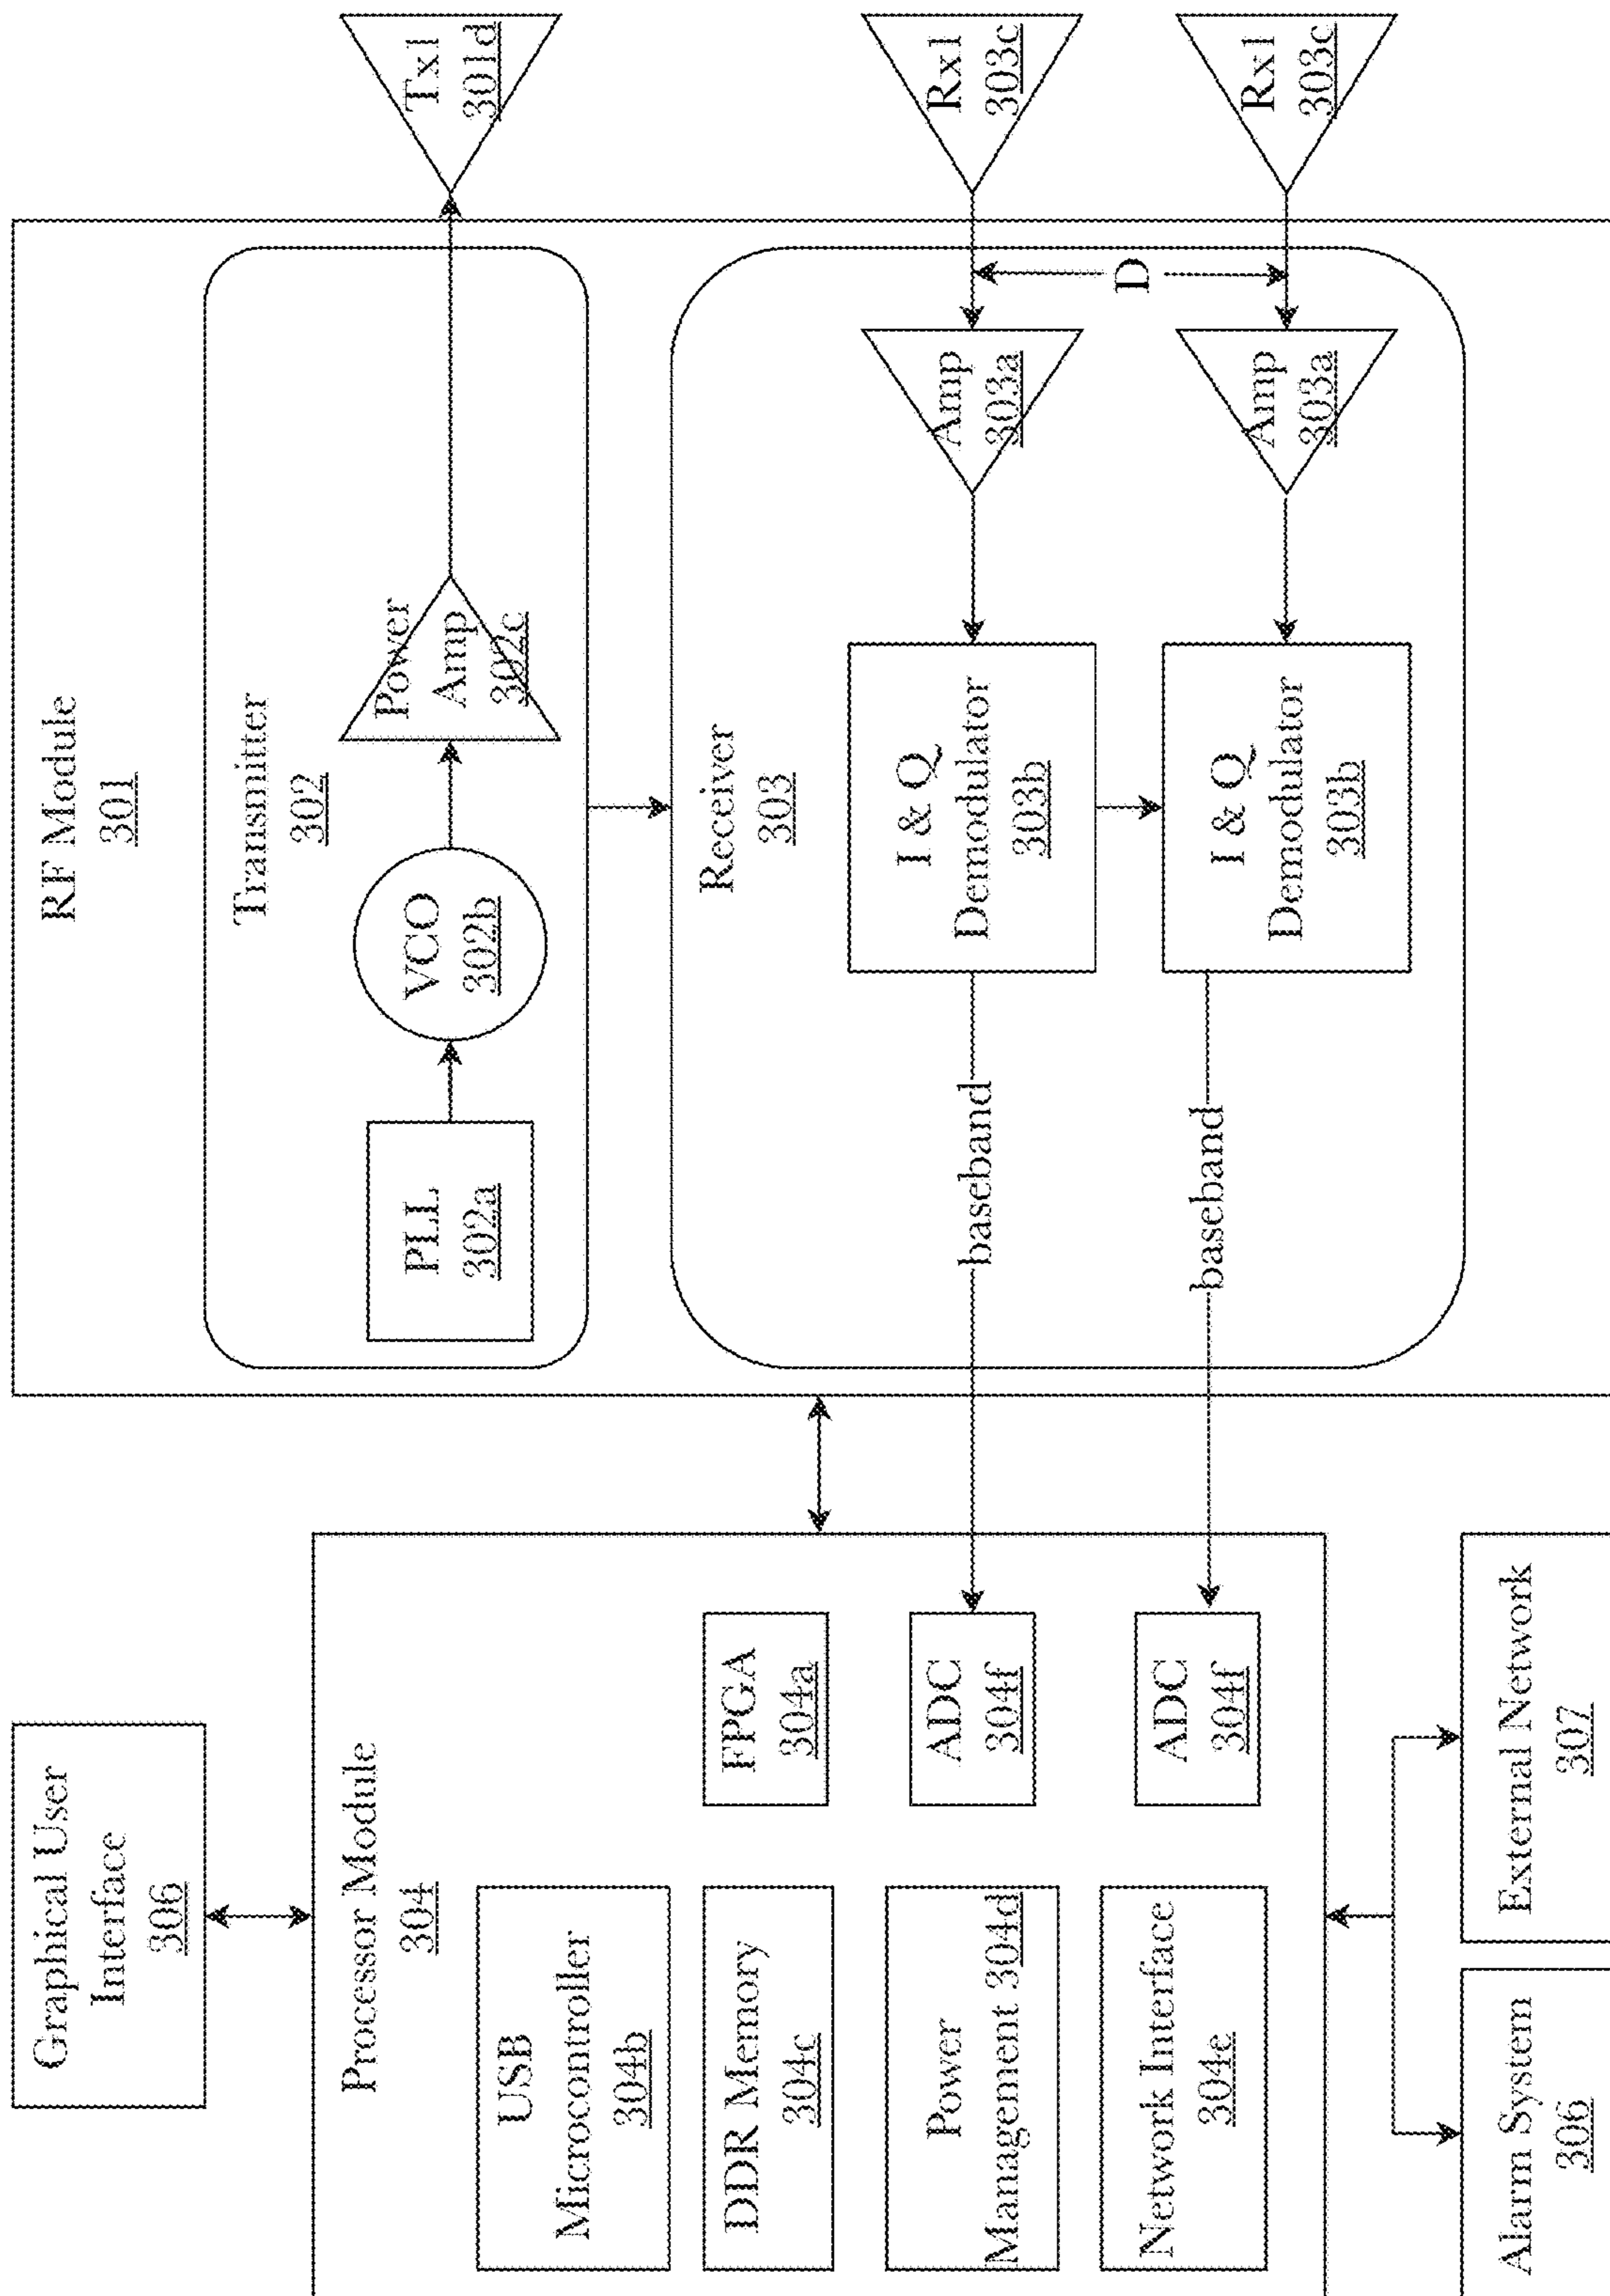 Graphical User
Interface
306
Processor Module
304
USB
Microcontroller
304b
DDR Memory
304c
FPGA
304a
Power
Management 304d
ADC
304f
Network Interface
304e
ADC
304f
Alarm System
306
External Network
307
RF Module
301
Transmitter
302
PLL
302a
VCO
302b
Power
Amp
302c
Tx1
301d
Receiver
303
baseband
I & Q
Demodulator
303b
Amp
303a
Rx1
303c
D
baseband
I & Q
Demodulator
303b
Amp
303a
Rx1
303c